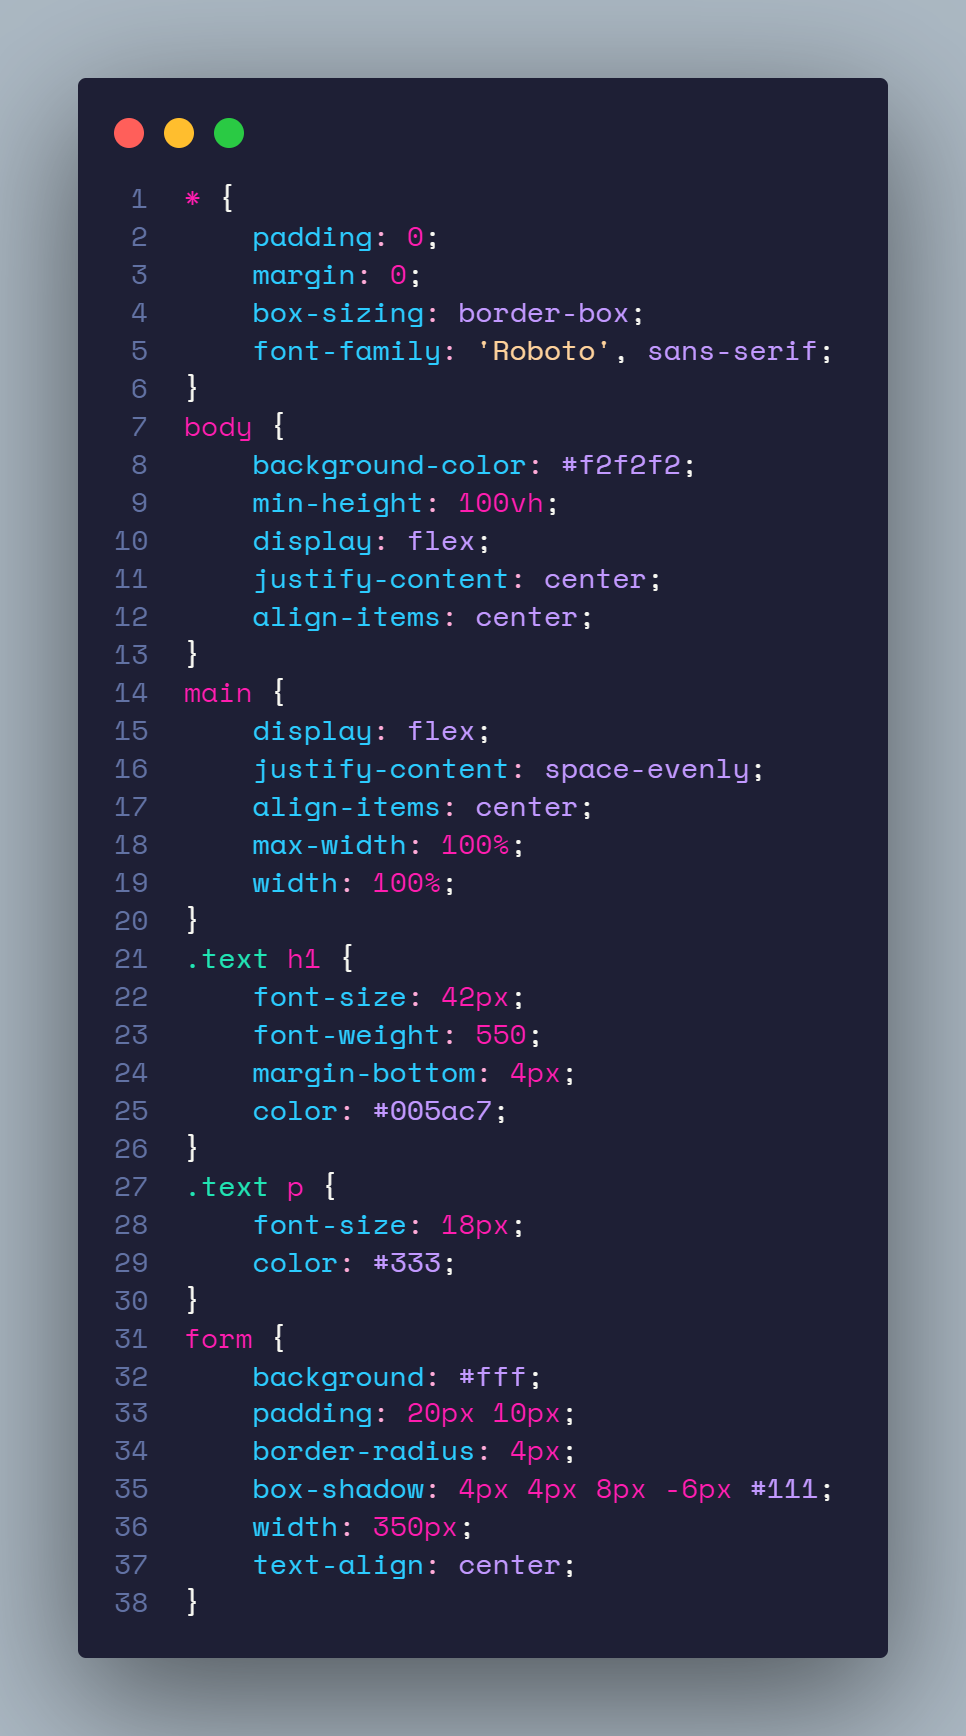 1 * {
2     padding: 0;
3     margin: 0;
4     box-sizing: border-box;
5     font-family: 'Roboto', sans-serif;
6 }
7 body {
8     background-color: #f2f2f2;
9     min-height: 100vh;
10     display: flex;
11     justify-content: center;
12     align-items: center;
13 }
14 main {
15     display: flex;
16     justify-content: space-evenly;
17     align-items: center;
18     max-width: 100%;
19     width: 100%;
20 }
21 .text h1 {
22     font-size: 42px;
23     font-weight: 550;
24     margin-bottom: 4px;
25     color: #005ac7;
26 }
27 .text p {
28     font-size: 18px;
29     color: #333;
30 }
31 form {
32     background: #fff;
33     padding: 20px 10px;
34     border-radius: 4px;
35     box-shadow: 4px 4px 8px -6px #111;
36     width: 350px;
37     text-align: center;
38 }